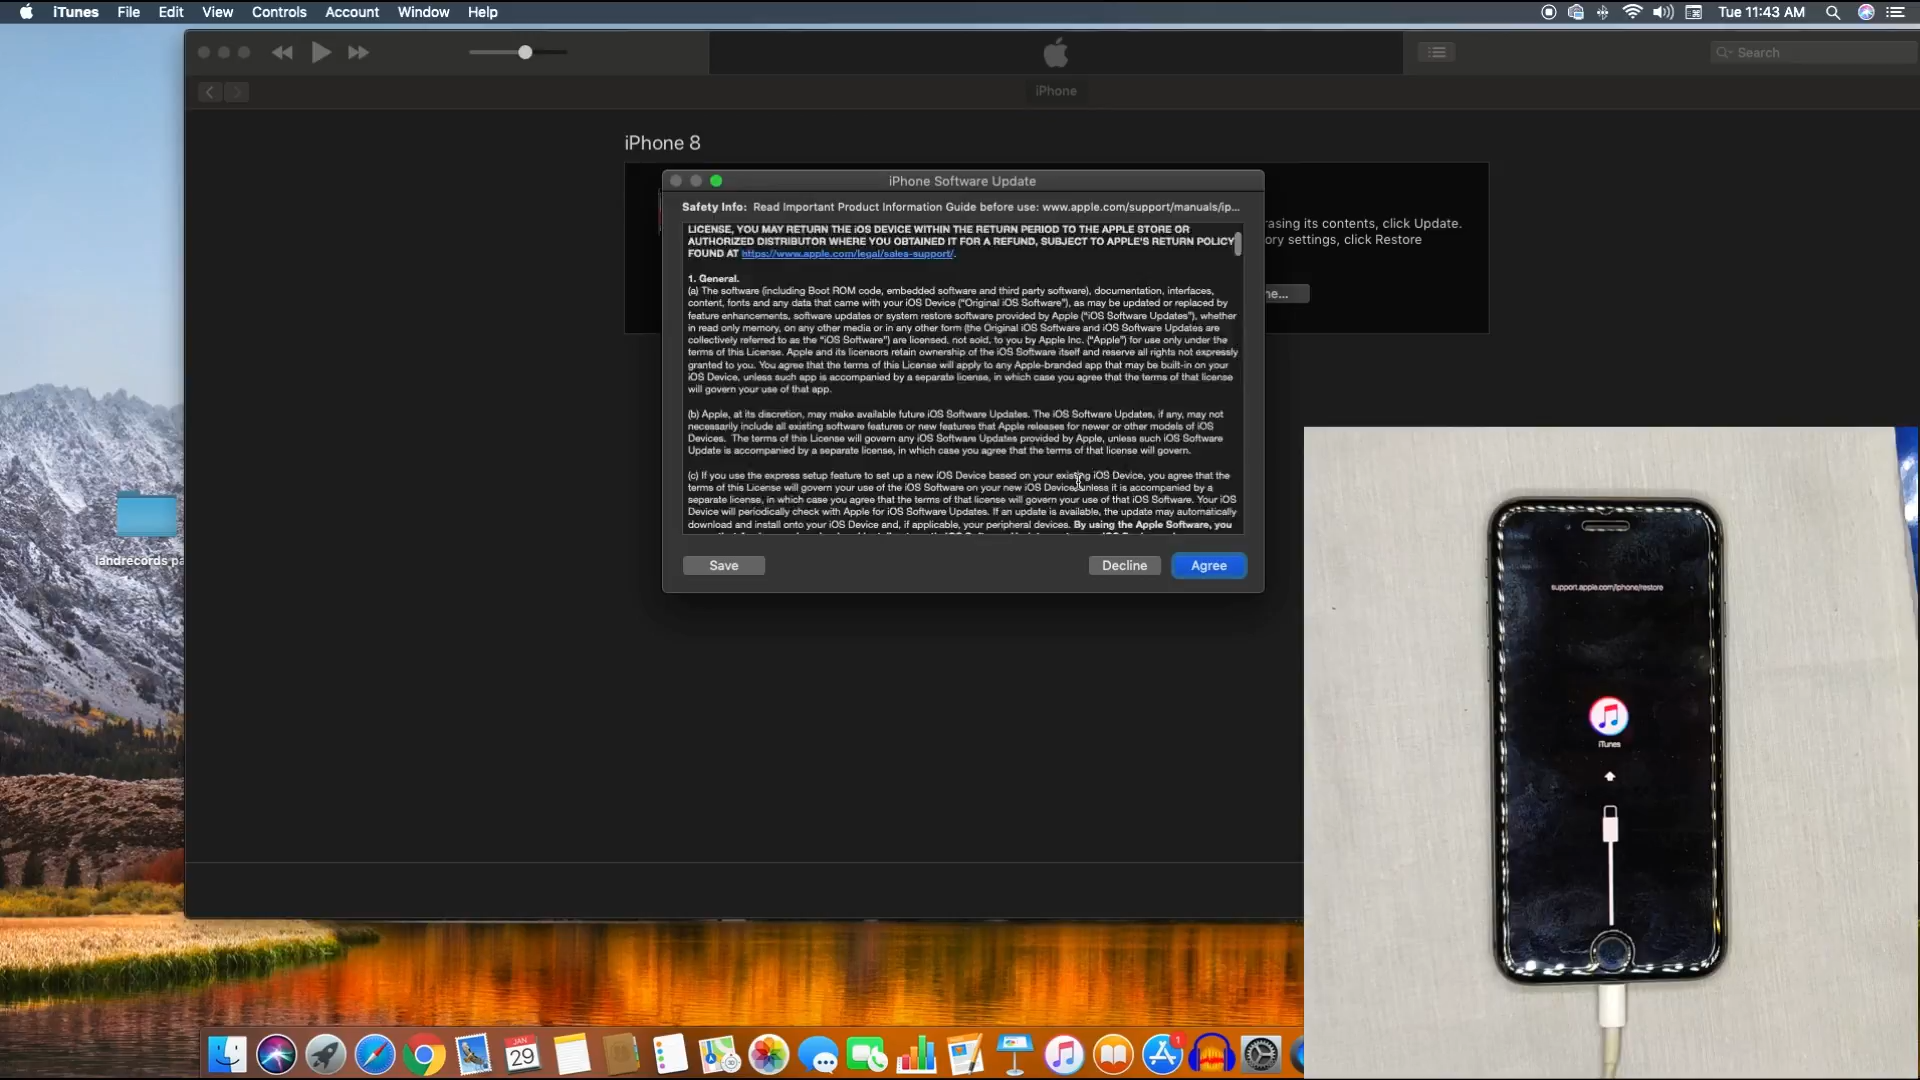 iTunes File Edit View Controls Account Window Help
Tue 11:43 AM
Search
iPhone
iPhone 8
iPhone Software Update
Safety Info: Read Important Product Information Guide before use: www.apple.com/support/manuals/ip...
LICENSE, YOU MAY RETURN THE iOS DEVICE WITHIN THE RETURN PERIOD TO THE APPLE STORE OR
AUTHORIZED DISTRIBUTOR WHERE YOU OBTAINED IT FOR A REFUND, SUBJECT TO APPLE'S RETURN POLICY
FOUND AT https://www.apple.com/legal/sales-support/.
1. General.
(a) The software (including Boot ROM code, embedded software and third party software), documentation, interfaces,
content, fonts and any data that came with your iOS Device (“Original iOS Software”), as may be updated or replaced by
feature enhancements, software updates or system restore software provided by Apple (“iOS Software Updates”), whether
in read only memory, on any other media or in any other form (the Original iOS Software and iOS Software Updates are
collectively referred to as the “iOS Software”) are licensed, not sold, to you by Apple Inc. (“Apple”) for use only under the
terms of this License. Apple and its licensors retain ownership of the iOS Software itself and reserve all rights not expressly
granted to you. You agree that the terms of this License will apply to any Apple-branded app that may be built-in on your
iOS Device, unless such app is accompanied by a separate license, in which case you agree that the terms of that license
will govern your use of that app.
(b) Apple, at its discretion, may make available future iOS Software Updates. The iOS Software Updates, if any, may not
necessarily include all existing software features or new features that Apple releases for newer or other models of iOS
Devices. The terms of this License will govern any iOS Software Updates provided by Apple, unless such iOS Software
Update is accompanied by a separate license, in which case you agree that the terms of that license will govern.
(c) If you use the express setup feature to set up a new iOS Device based on your existing iOS Device, you agree that the
terms of this License will govern your use of the iOS Software on your new iOS Device, unless it is accompanied by a
separate license, in which case you agree that the terms of that license will govern your use of that iOS Software. Your iOS
Device will periodically check with Apple for iOS Software Updates. If an update is available, the update may automatically
download and install onto your iOS Device and, if applicable, your peripheral devices. By using the Apple Software, you
Save Decline Agree
rasing its contents, click Update.
ory settings, click Restore
ne...
landrecords pa
support.apple.com/iphone/restore
iTunes
JAN
29
1